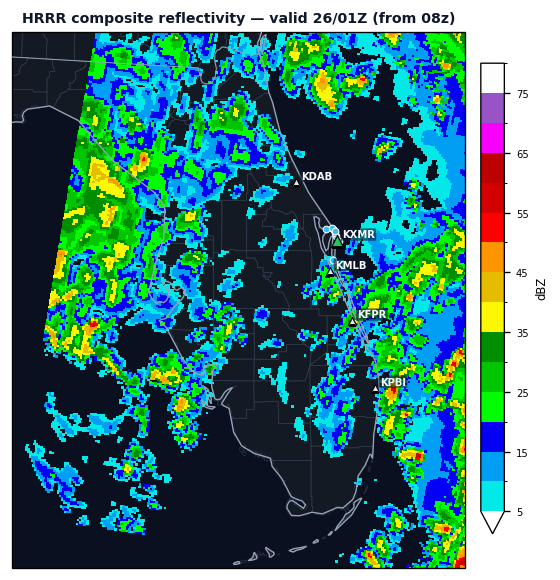 HRRR composite reflectivity — valid 26/01Z (from 08z)
KDAB
KXMR
KMLB
KFPR
KPBI
75
65
55
45
35
25
15
5
dBZ